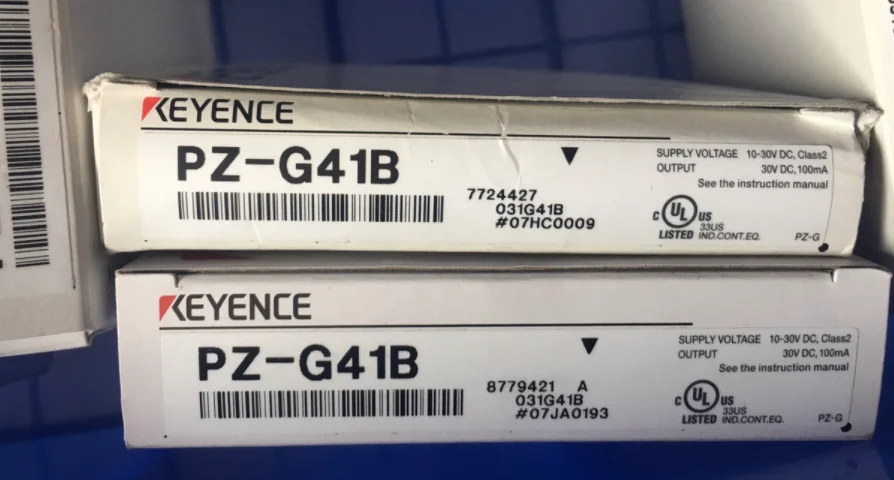 KEYENCE
PZ-G41B
7724427
031G41B
#07HC0009
SUPPLY VOLTAGE 10-30V DC, Class2
OUTPUT 30V DC, 100mA
See the instruction manual
C UL US
LISTED 33US IND.CONT.EQ. PZ-G
KEYENCE
PZ-G41B
8779421 A
031G41B
#07JA0193
SUPPLY VOLTAGE 10-30V DC, Class2
OUTPUT 30V DC, 100mA
See the instruction manual
C UL US
LISTED 33US IND.CONT.EQ. PZ-G